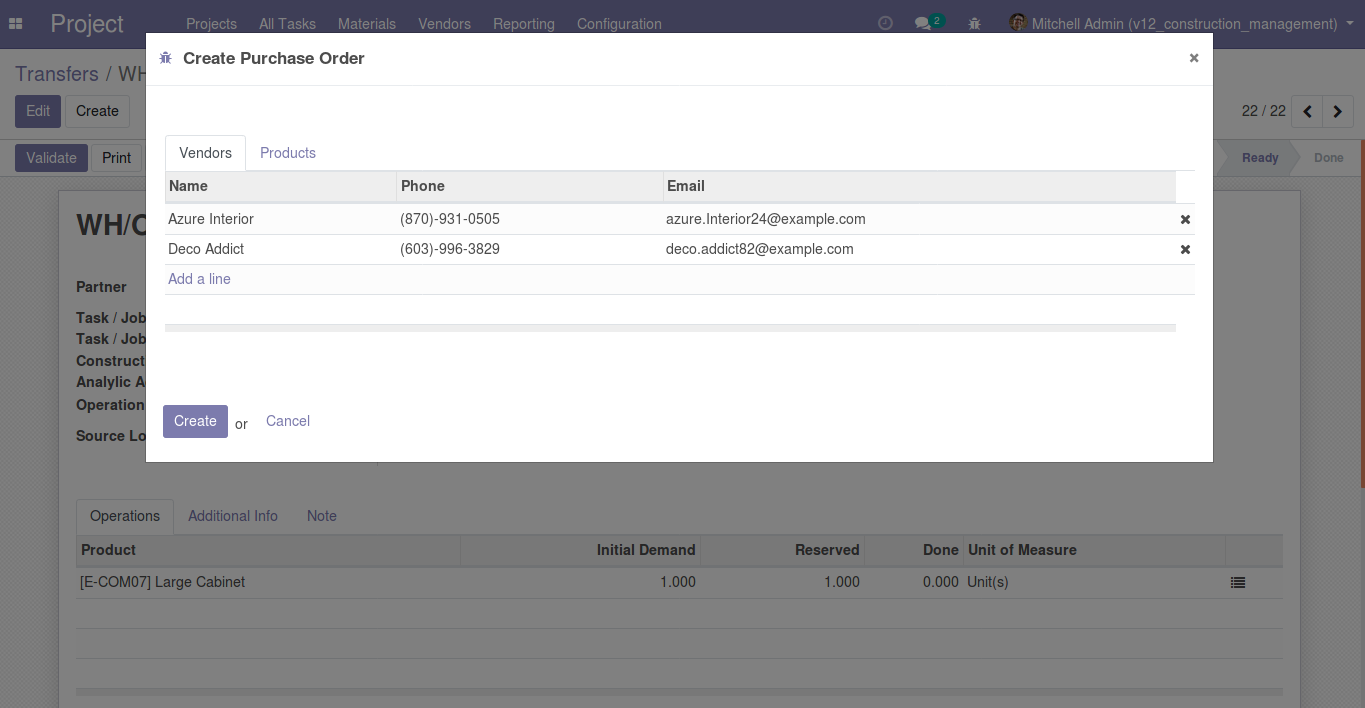 Project Projects All Tasks Materials Vendors Reporting Configuration 2 Mitchell Admin (v12_construction_management)
Create Purchase Order ×
Transfers / WH
Edit Create 22 / 22
Validate Print Ready Done
Vendors Products
Name Phone Email
Azure Interior (870)-931-0505 azure.Interior24@example.com
Deco Addict (603)-996-3829 deco.addict82@example.com
Add a line
WH/
Partner
Task / Job
Task / Job
Construct
Analylic A
Operation
Source Lo
Create or Cancel
Operations Additional Info Note
Product Initial Demand Reserved Done Unit of Measure
[E-COM07] Large Cabinet 1.000 1.000 0.000 Unit(s)